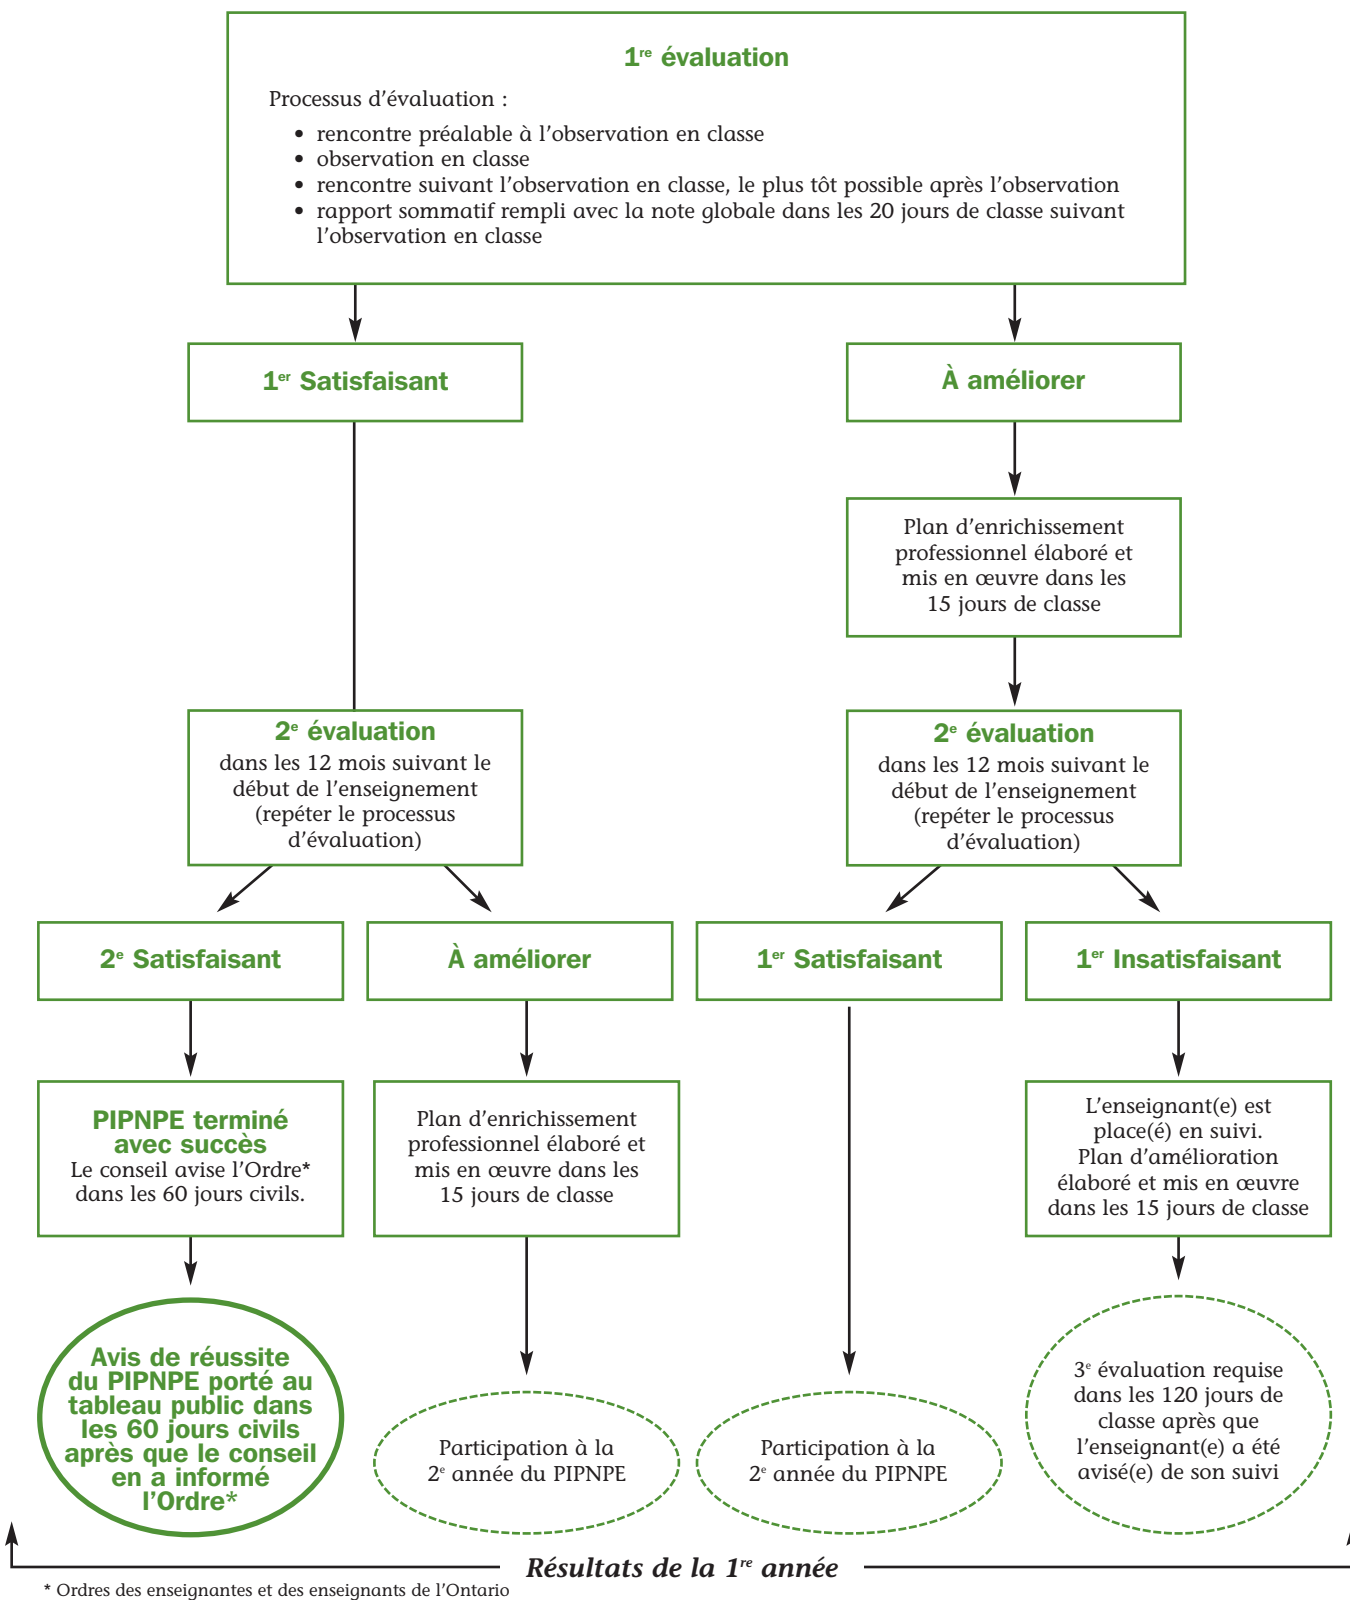 1re évaluation
Processus d'évaluation :
• rencontre préalable à l'observation en classe
• observation en classe
• rencontre suivant l'observation en classe, le plus tôt possible après l'observation
• rapport sommatif rempli avec la note globale dans les 20 jours de classe suivant
l'observation en classe
1er Satisfaisant
À améliorer
Plan d'enrichissement
professionnel élaboré et
mis en œuvre dans les
15 jours de classe
2e évaluation
dans les 12 mois suivant le
début de l'enseignement
(repéter le processus
d'évaluation)
2e évaluation
dans les 12 mois suivant le
début de l'enseignement
(repéter le processus
d'évaluation)
2e Satisfaisant
À améliorer
1er Satisfaisant
1er Insatisfaisant
PIPNPE terminé
avec succès
Le conseil avise l'Ordre*
dans les 60 jours civils.
Plan d'enrichissement
professionnel élaboré et
mis en œuvre dans les
15 jours de classe
L'enseignant(e) est
place(é) en suivi.
Plan d'amélioration
élaboré et mis en œuvre
dans les 15 jours de classe
Avis de réussite
du PIPNPE porté au
tableau public dans
les 60 jours civils
après que le conseil
en a informé
l'Ordre*
Participation à la
2e année du PIPNPE
Participation à la
2e année du PIPNPE
3e évaluation requise
dans les 120 jours de
classe après que
l'enseignant(e) a été
avisé(e) de son suivi
Résultats de la 1re année
* Ordres des enseignantes et des enseignants de l'Ontario